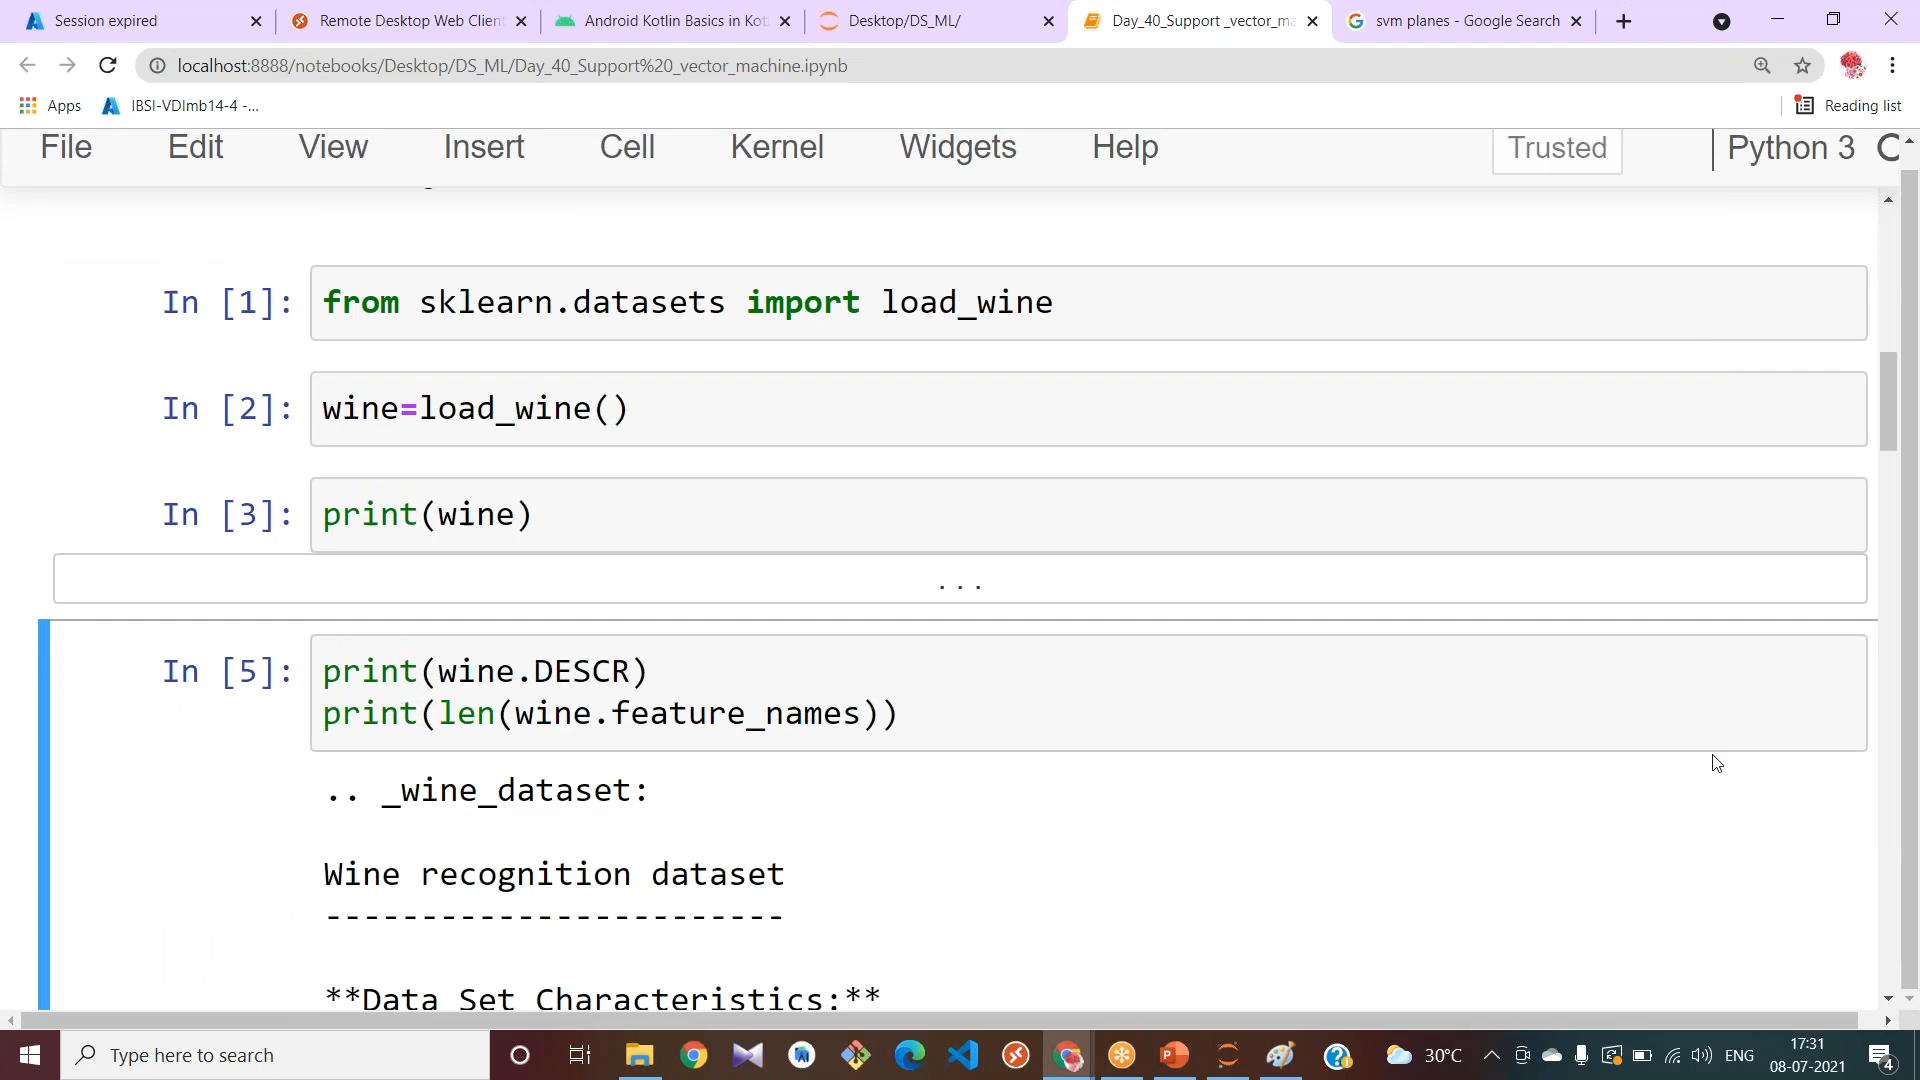 Session expired
Remote Desktop Web Clien
Android Kotlin Basics in Kot
Desktop/DS_ML/
Day_40_Support _vector_ma
svm planes - Google Search
localhost:8888/notebooks/Desktop/DS_ML/Day_40_Support%20_vector_machine.ipynb
Apps
IBSI-VDImb14-4 -...
Reading list
File Edit View Insert Cell Kernel Widgets Help
Trusted
Python 3
In [1]: from sklearn.datasets import load_wine
In [2]: wine=load_wine()
In [3]: print(wine)
...
In [5]: print(wine.DESCR)
print(len(wine.feature_names))
.. _wine_dataset:
Wine recognition dataset
------------------------
**Data Set Characteristics:**
Type here to search
30°C
ENG
17:31
08-07-2021
4